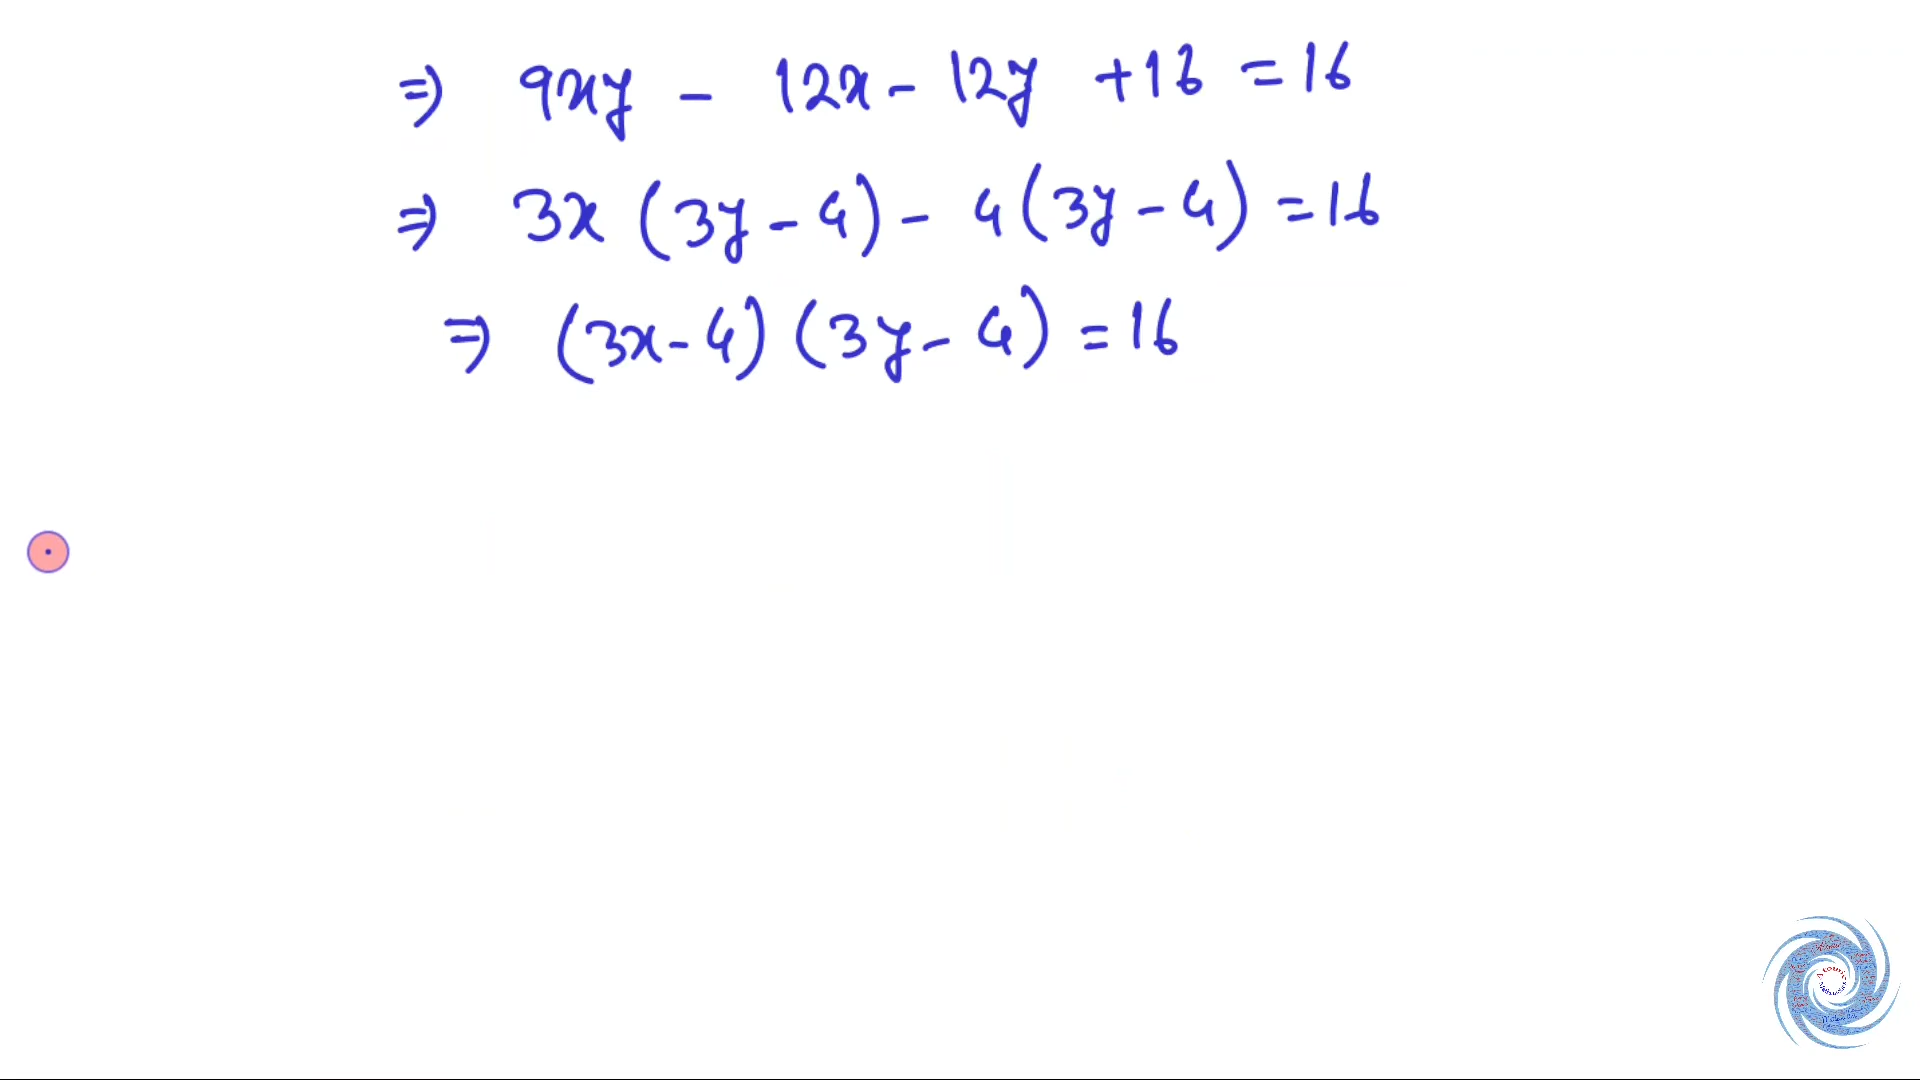 ⇒ 9xy - 12x - 12y + 16 = 16
⇒ 3x (3y - 4) - 4 (3y - 4) = 16
⇒ (3x - 4) (3y - 4) = 16